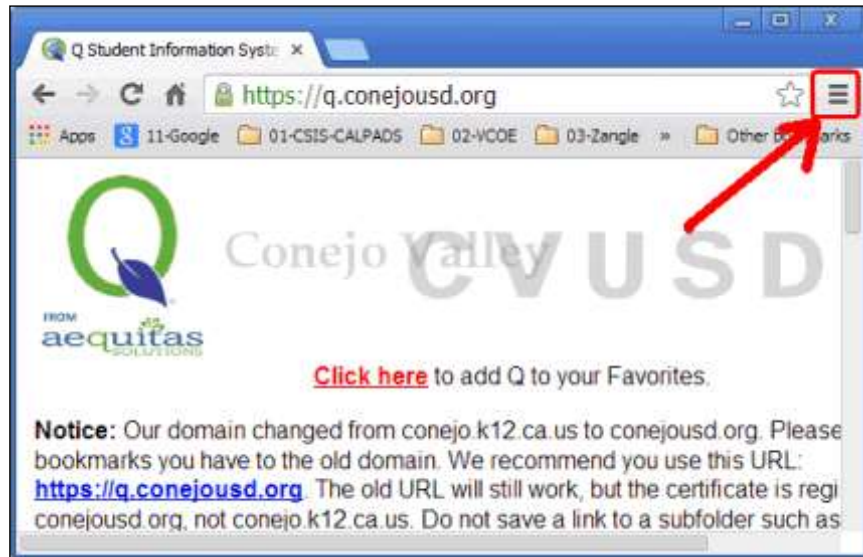 Q Student Information Syste
https://q.conejousd.org
Apps 11-Google 01-CSIS-CALPADS 02-VCOE 03-Zangle » Other bookmarks
Q
Conejo Valley
CVUSD
FROM
aequitas
SOLUTIONS
Click here to add Q to your Favorites.
Notice: Our domain changed from conejo.k12.ca.us to conejousd.org. Please
bookmarks you have to the old domain. We recommend you use this URL:
https://q.conejousd.org. The old URL will still work, but the certificate is regi
conejousd.org, not conejo.k12.ca.us. Do not save a link to a subfolder such as